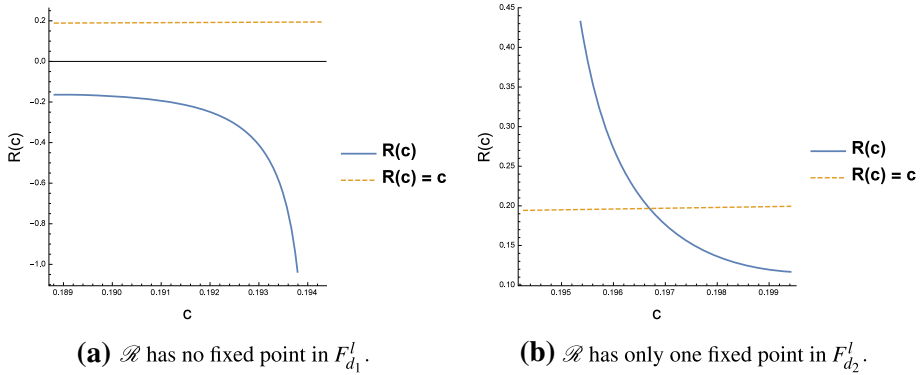 0.2
0.0
-0.2
-0.4
-0.6
-0.8
-1.0
R(c)
0.189 0.190 0.191 0.192 0.193 0.194
c
R(c)
R(c) = c
(a) ℛ has no fixed point in F^l_{d_1}.
0.45
0.40
0.35
0.30
0.25
0.20
0.15
0.10
R(c)
0.195 0.196 0.197 0.198 0.199
c
R(c)
R(c) = c
(b) ℛ has only one fixed point in F^l_{d_2}.